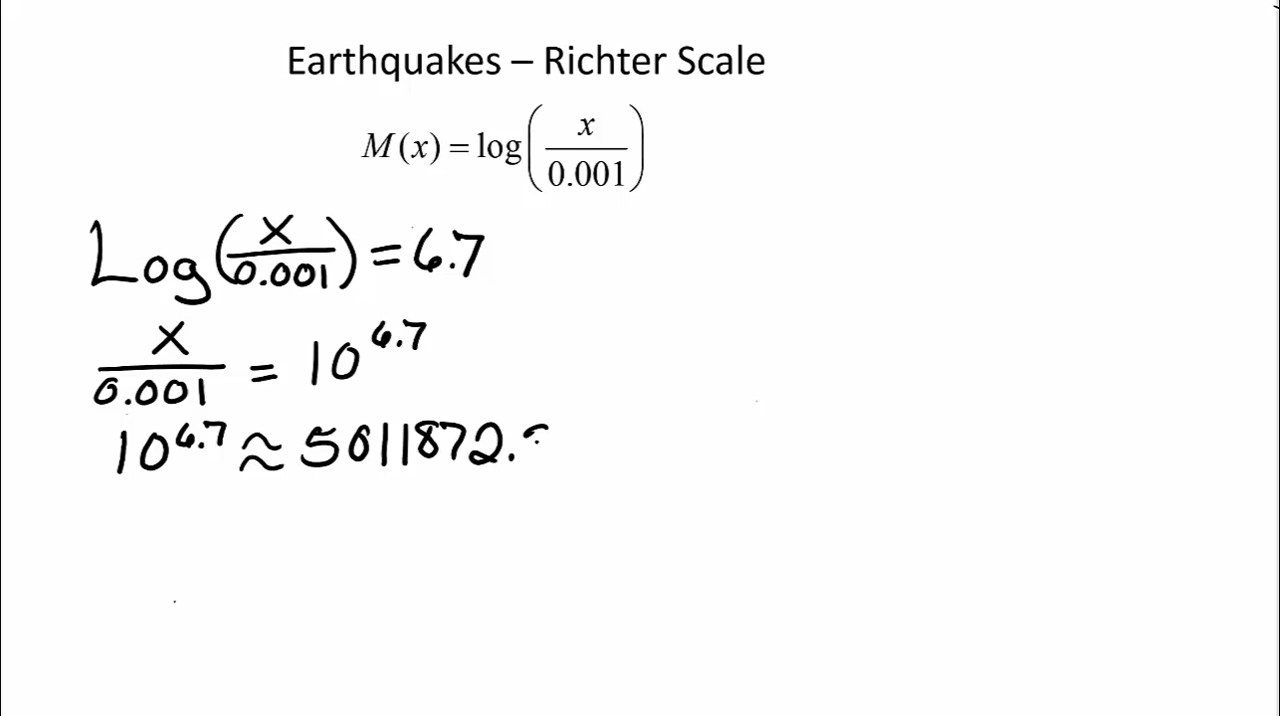 Earthquakes – Richter Scale
M(x) = log(x/0.001)
Log(x/0.001) = 6.7
x/0.001 = 10^6.7
10^6.7 ≈ 5011872.